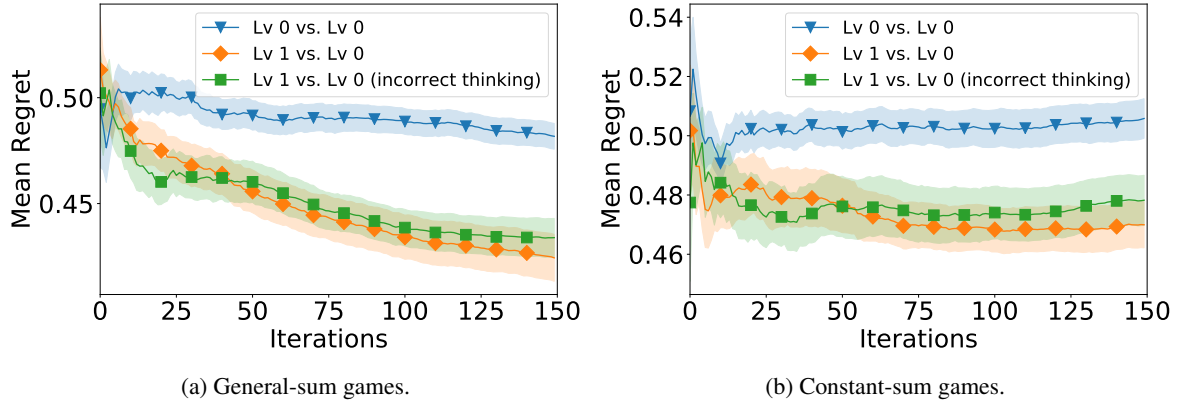 Lv 0 vs. Lv 0
Lv 1 vs. Lv 0
Lv 1 vs. Lv 0 (incorrect thinking)
0.50
0.45
Mean Regret
0 25 50 75 100 125 150
Iterations
(a) General-sum games.
Lv 0 vs. Lv 0
Lv 1 vs. Lv 0
Lv 1 vs. Lv 0 (incorrect thinking)
0.54
0.52
0.50
0.48
0.46
Mean Regret
0 25 50 75 100 125 150
Iterations
(b) Constant-sum games.